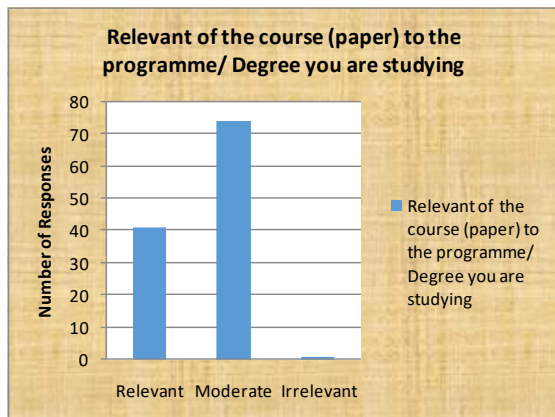 Relevant of the course (paper) to the
programme/ Degree you are studying
Number of Responses
80
70
60
50
40
30
20
10
0
Relevant Moderate Irrelevant
Relevant of the
course (paper) to
the programme/
Degree you are
studying